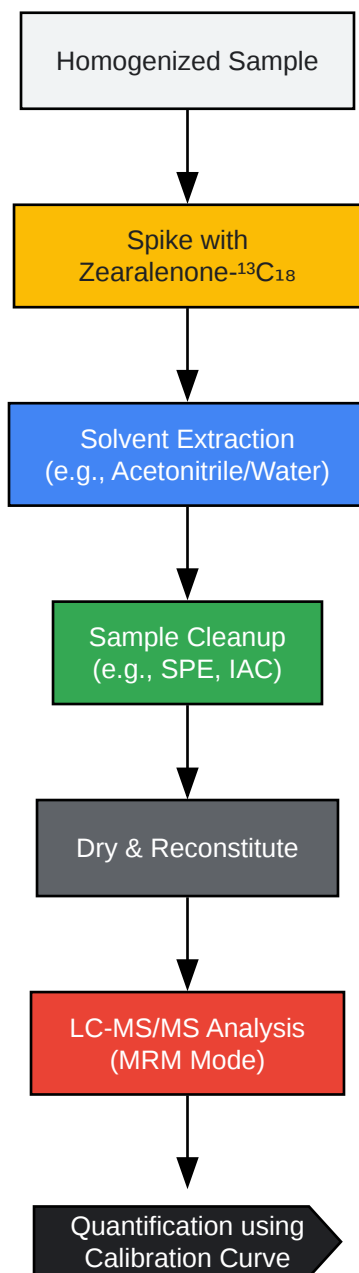 Homogenized Sample
Spike with
Zearalenone-¹³C₁₈
Solvent Extraction
(e.g., Acetonitrile/Water)
Sample Cleanup
(e.g., SPE, IAC)
Dry & Reconstitute
LC-MS/MS Analysis
(MRM Mode)
Quantification using
Calibration Curve